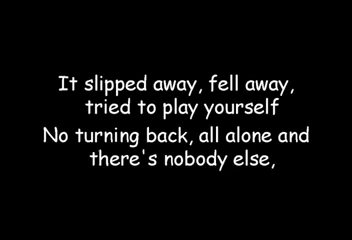 It slipped away, fell away,
tried to play yourself
No turning back, all alone and
there's nobody else,